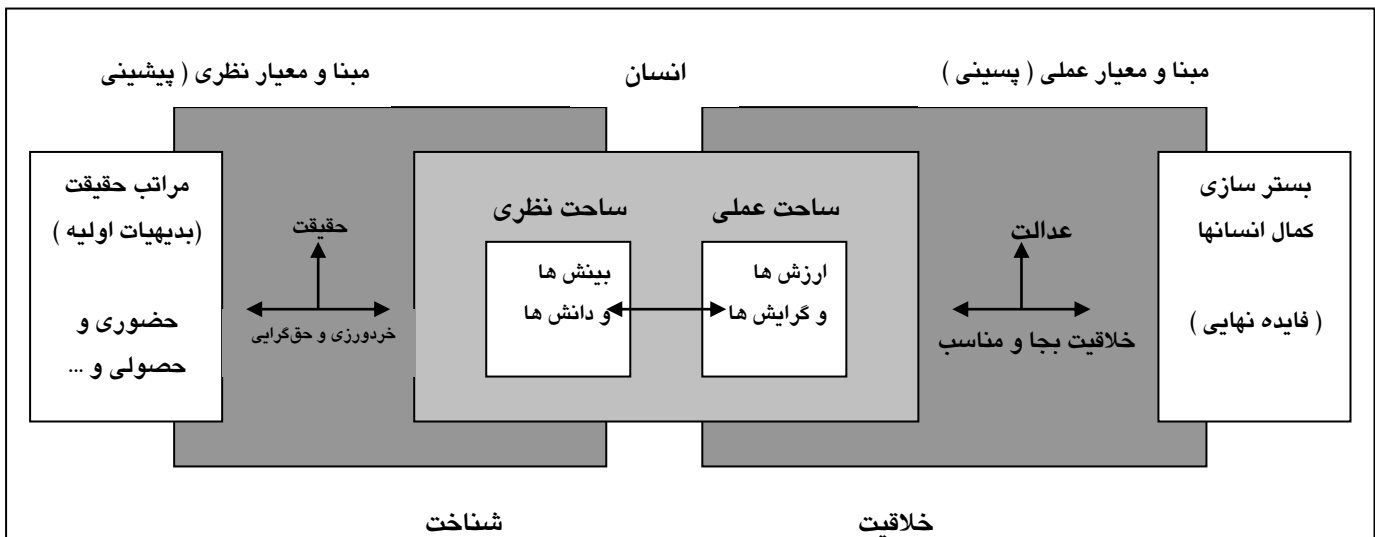 مبنا و معیار عملی ( پسینی )
انسان
مبنا و معیار نظری ( پیشینی
بستر سازی
کمال انسانها
( فایده نهایی )
عدالت
خلاقیت بجا و مناسب
ساحت عملی
ارزش ها
و گرایش ها
ساحت نظری
بینش ها
و دانش ها
حقیقت
خردورزی و حق‌گرایی
مراتب حقیقت
(بدیهیات اولیه )
حضوری و
حصولی و ...
خلاقیت
شناخت